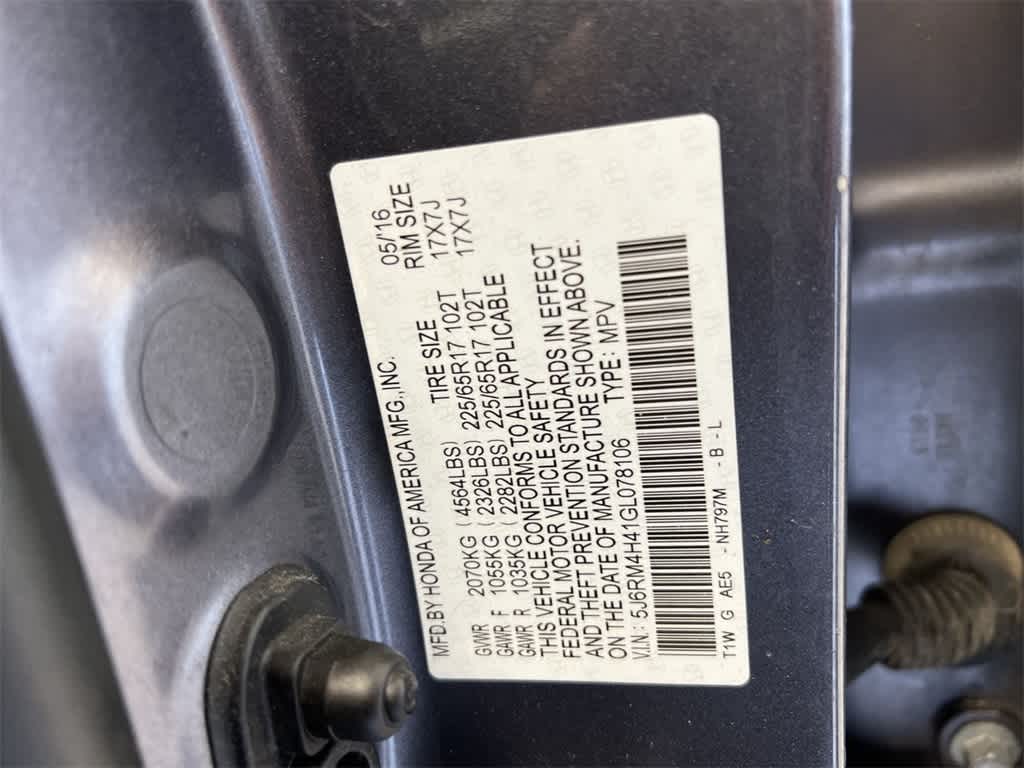 MFD.BY HONDA OF AMERICA MFG.,INC. 05/16
TIRE SIZE RIM SIZE
GVWR 2070KG ( 4564LBS)
GAWR F 1055KG ( 2326LBS) 225/65R17 102T 17X7J
GAWR R 1035KG ( 2282LBS) 225/65R17 102T 17X7J
THIS VEHICLE CONFORMS TO ALL APPLICABLE
FEDERAL MOTOR VEHICLE SAFETY
AND THEFT PREVENTION STANDARDS IN EFFECT
ON THE DATE OF MANUFACTURE SHOWN ABOVE.
V.I.N : 5J6RM4H41GL078106 TYPE: MPV
T1W G AE5 - NH797M - B - L